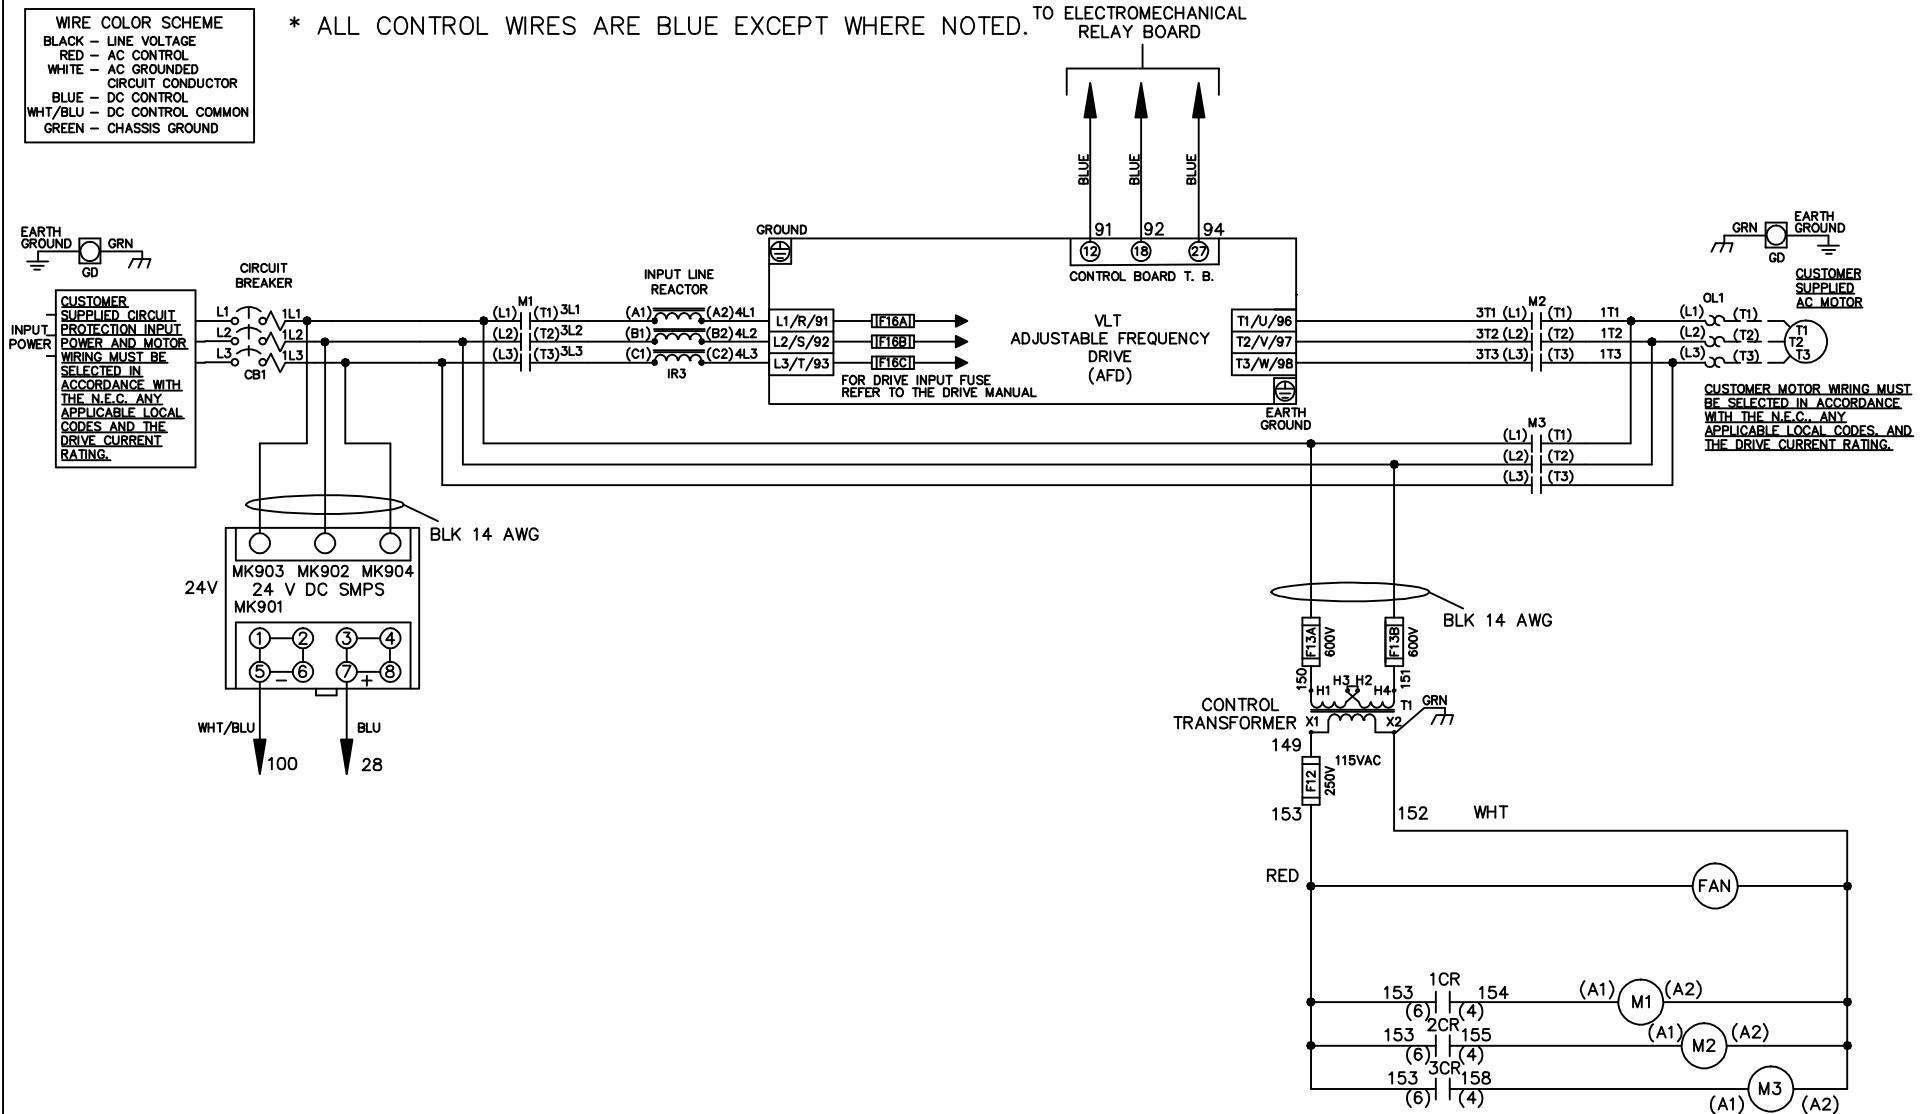 WIRE COLOR SCHEME
BLACK – LINE VOLTAGE
RED – AC CONTROL
WHITE – AC GROUNDED
CIRCUIT CONDUCTOR
BLUE – DC CONTROL
WHT/BLU – DC CONTROL COMMON
GREEN – CHASSIS GROUND
* ALL CONTROL WIRES ARE BLUE EXCEPT WHERE NOTED.
TO ELECTROMECHANICAL
RELAY BOARD
BLUE
BLUE
BLUE
91
92
94
12
18
27
CONTROL BOARD T. B.
EARTH
GROUND
GRN
GD
INPUT
POWER
CUSTOMER
SUPPLIED CIRCUIT
PROTECTION INPUT
POWER AND MOTOR
WIRING MUST BE
SELECTED IN
ACCORDANCE WITH
THE N.E.C. ANY
APPLICABLE LOCAL
CODES AND THE
DRIVE CURRENT
RATING.
CIRCUIT
BREAKER
L1
L2
L3
1L1
1L2
1L3
CB1
M1
(L1) (T1) 3L1
(L2) (T2) 3L2
(L3) (T3) 3L3
INPUT LINE
REACTOR
(A1) (A2) 4L1
(B1) (B2) 4L2
(C1) (C2) 4L3
IR3
GROUND
L1/R/91
L2/S/92
L3/T/93
F16A
F16B
F16C
FOR DRIVE INPUT FUSE
REFER TO THE DRIVE MANUAL
VLT
ADJUSTABLE FREQUENCY
DRIVE
(AFD)
T1/U/96
T2/V/97
T3/W/98
EARTH
GROUND
M2
3T1 (L1) (T1) 1T1
3T2 (L2) (T2) 1T2
3T3 (L3) (T3) 1T3
OL1
(L1) (T1)
(L2) (T2)
(L3) (T3)
T1
T2
T3
GRN
GD
EARTH
GROUND
CUSTOMER
SUPPLIED
AC MOTOR
CUSTOMER MOTOR WIRING MUST
BE SELECTED IN ACCORDANCE
WITH THE N.E.C., ANY
APPLICABLE LOCAL CODES, AND
THE DRIVE CURRENT RATING.
M3
(L1) (T1)
(L2) (T2)
(L3) (T3)
BLK 14 AWG
24V
MK903 MK902 MK904
24 V DC SMPS
MK901
1 2 3 4
5 – 6 7 + 8
WHT/BLU
BLU
100
28
BLK 14 AWG
F13A
600V
F13B
600V
150
151
H1 H3 H2 H4
T1
GRN
CONTROL
TRANSFORMER
X1
X2
149
115VAC
F12
250V
153
152
WHT
RED
FAN
1CR
153 154
(6) (4)
(A1) M1 (A2)
2CR
153 155
(6) (4)
(A1) M2 (A2)
3CR
153 158
(6) (4)
(A1) M3 (A2)